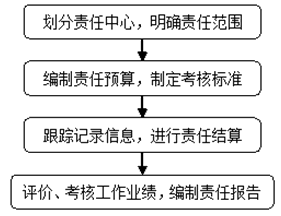 划分责任中心，明确责任范围
编制责任预算，制定考核标准
跟踪记录信息，进行责任结算
评价、考核工作业绩，编制责任报告